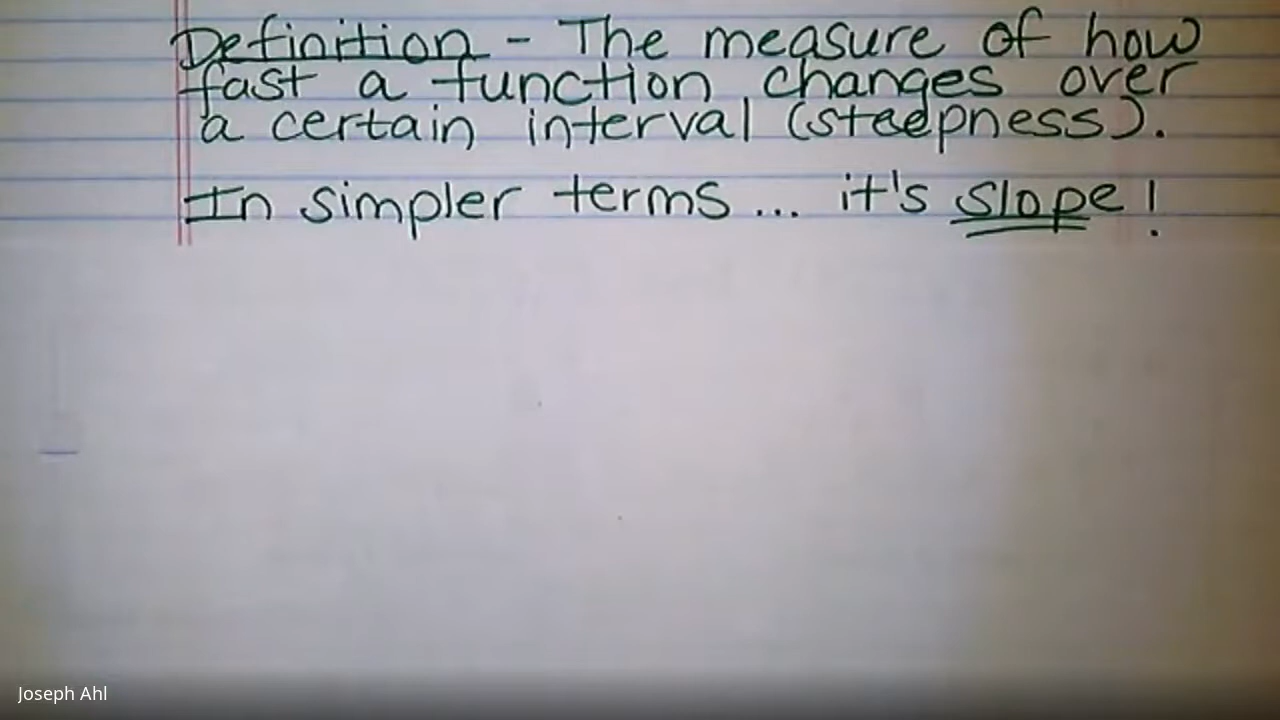 Definition - The measure of how
fast a function changes over
a certain interval (steepness).
In simpler terms... it's slope!
Joseph Ahl